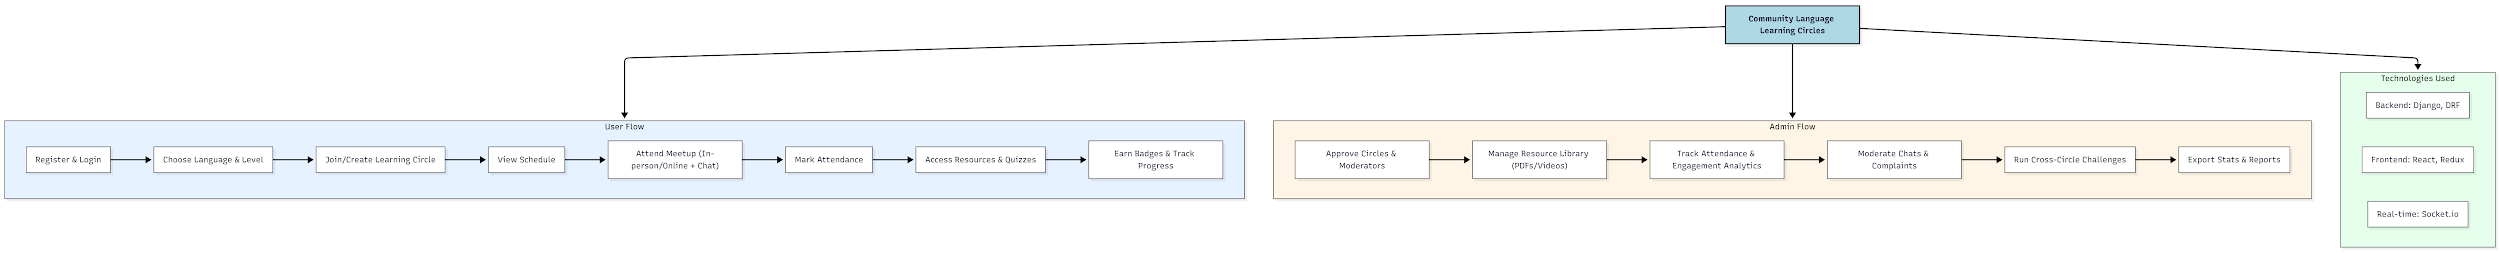 Community Language
Learning Circles
User Flow
Register & Login
Choose Language & Level
Join/Create Learning Circle
View Schedule
Attend Meetup (In-
person/Online + Chat)
Mark Attendance
Access Resources & Quizzes
Earn Badges & Track
Progress
Admin Flow
Approve Circles &
Moderators
Manage Resource Library
(PDFs/Videos)
Track Attendance &
Engagement Analytics
Moderate Chats &
Complaints
Run Cross-Circle Challenges
Export Stats & Reports
Technologies Used
Backend: Django, DRF
Frontend: React, Redux
Real-time: Socket.io